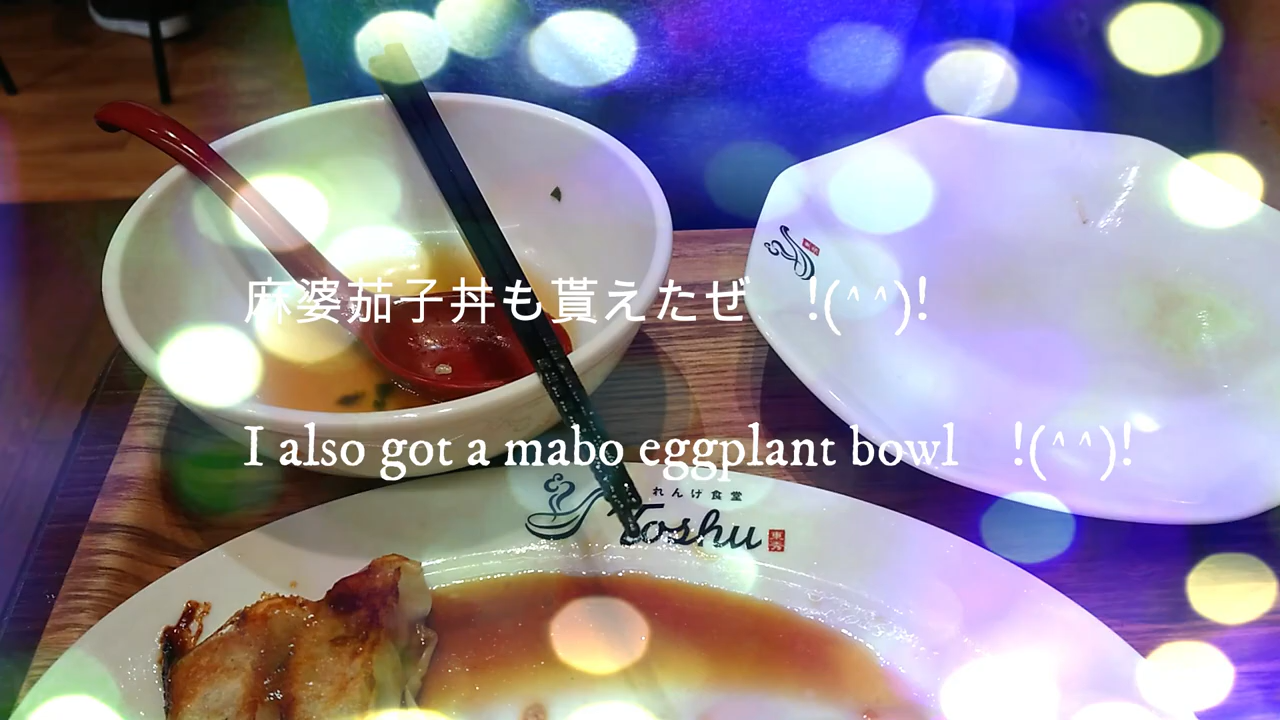 麻婆茄子丼も貰えたぜ　!(^ ^)!
I also got a mabo eggplant bowl　!(^ ^)!
れんげ食堂
Toshu
東秀